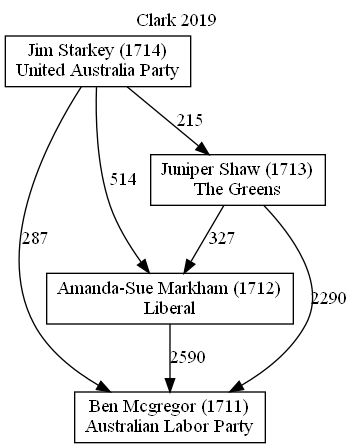 Clark 2019
Jim Starkey (1714)
United Australia Party
215
Juniper Shaw (1713)
The Greens
514
287
327
Amanda-Sue Markham (1712)
Liberal
2290
2590
Ben Mcgregor (1711)
Australian Labor Party